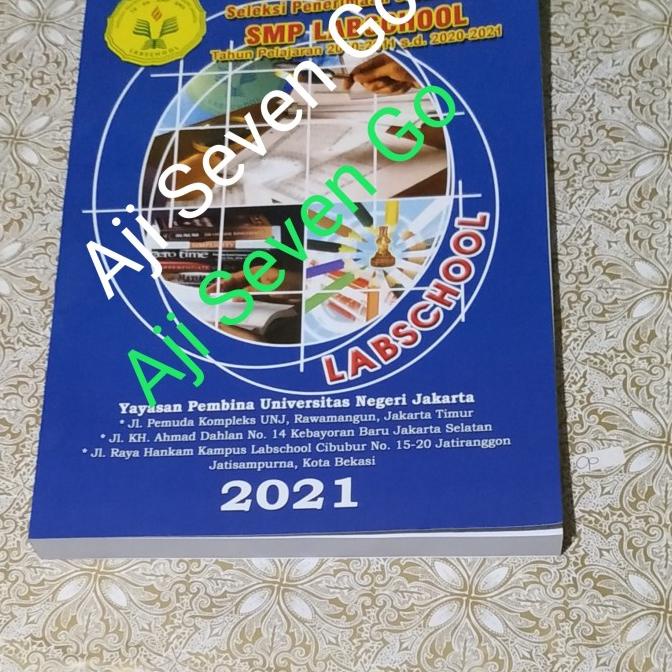 Seleksi
SMP LABSCHOOL
Tahun Pelajaran s.d. 2020-2021
LABSCHOOL
Aji Seven Go
Aji Seven Go
zero time
LABSCHOOL
Yayasan Pembina Universitas Negeri Jakarta
* Jl. Pemuda Kompleks UNJ, Rawamangun, Jakarta Timur
* Jl. KH. Ahmad Dahlan No. 14 Kebayoran Baru Jakarta Selatan
* Jl. Raya Hankam Kampus Labschool Cibubur No. 15-20 Jatiranggon
Jatisampurna, Kota Bekasi
2021